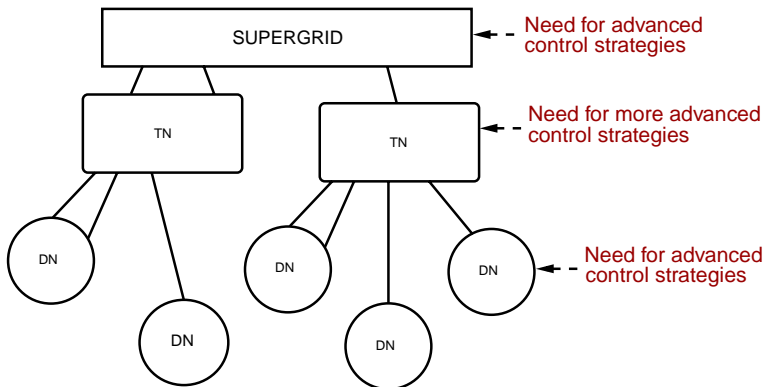 SUPERGRID
Need for advanced
control strategies
TN
TN
Need for more advanced
control strategies
DN
DN
DN
DN
DN
Need for advanced
control strategies